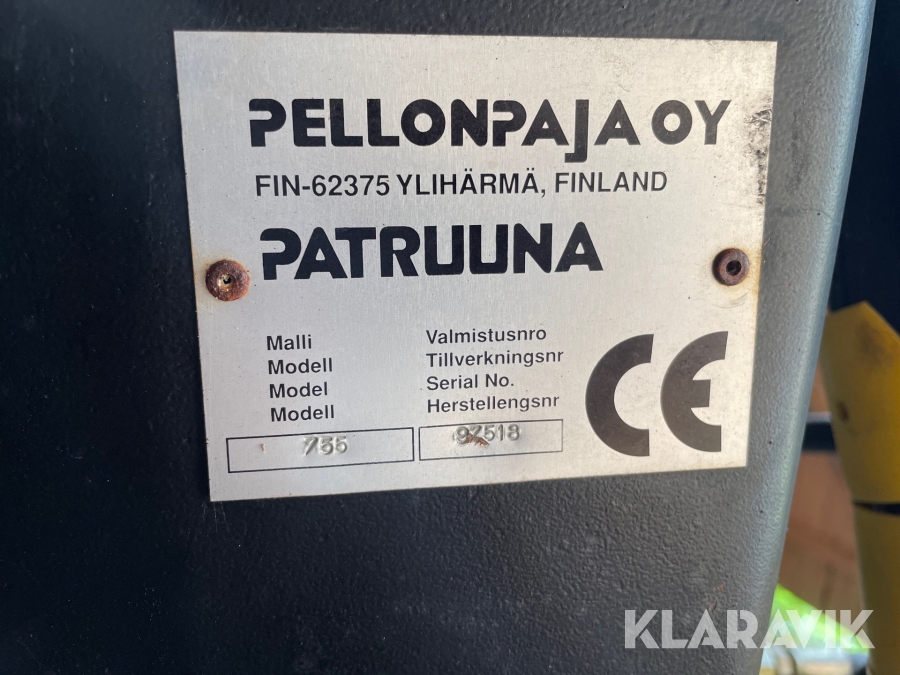 PELLONPAJA OY
FIN-62375 YLIHÄRMÄ, FINLAND
PATRUUNA
Malli
Modell
Model
Modell
Valmistusnro
Tillverkningsnr
Serial No.
Herstellengsnr
755
97518
CE
KLARAVIK